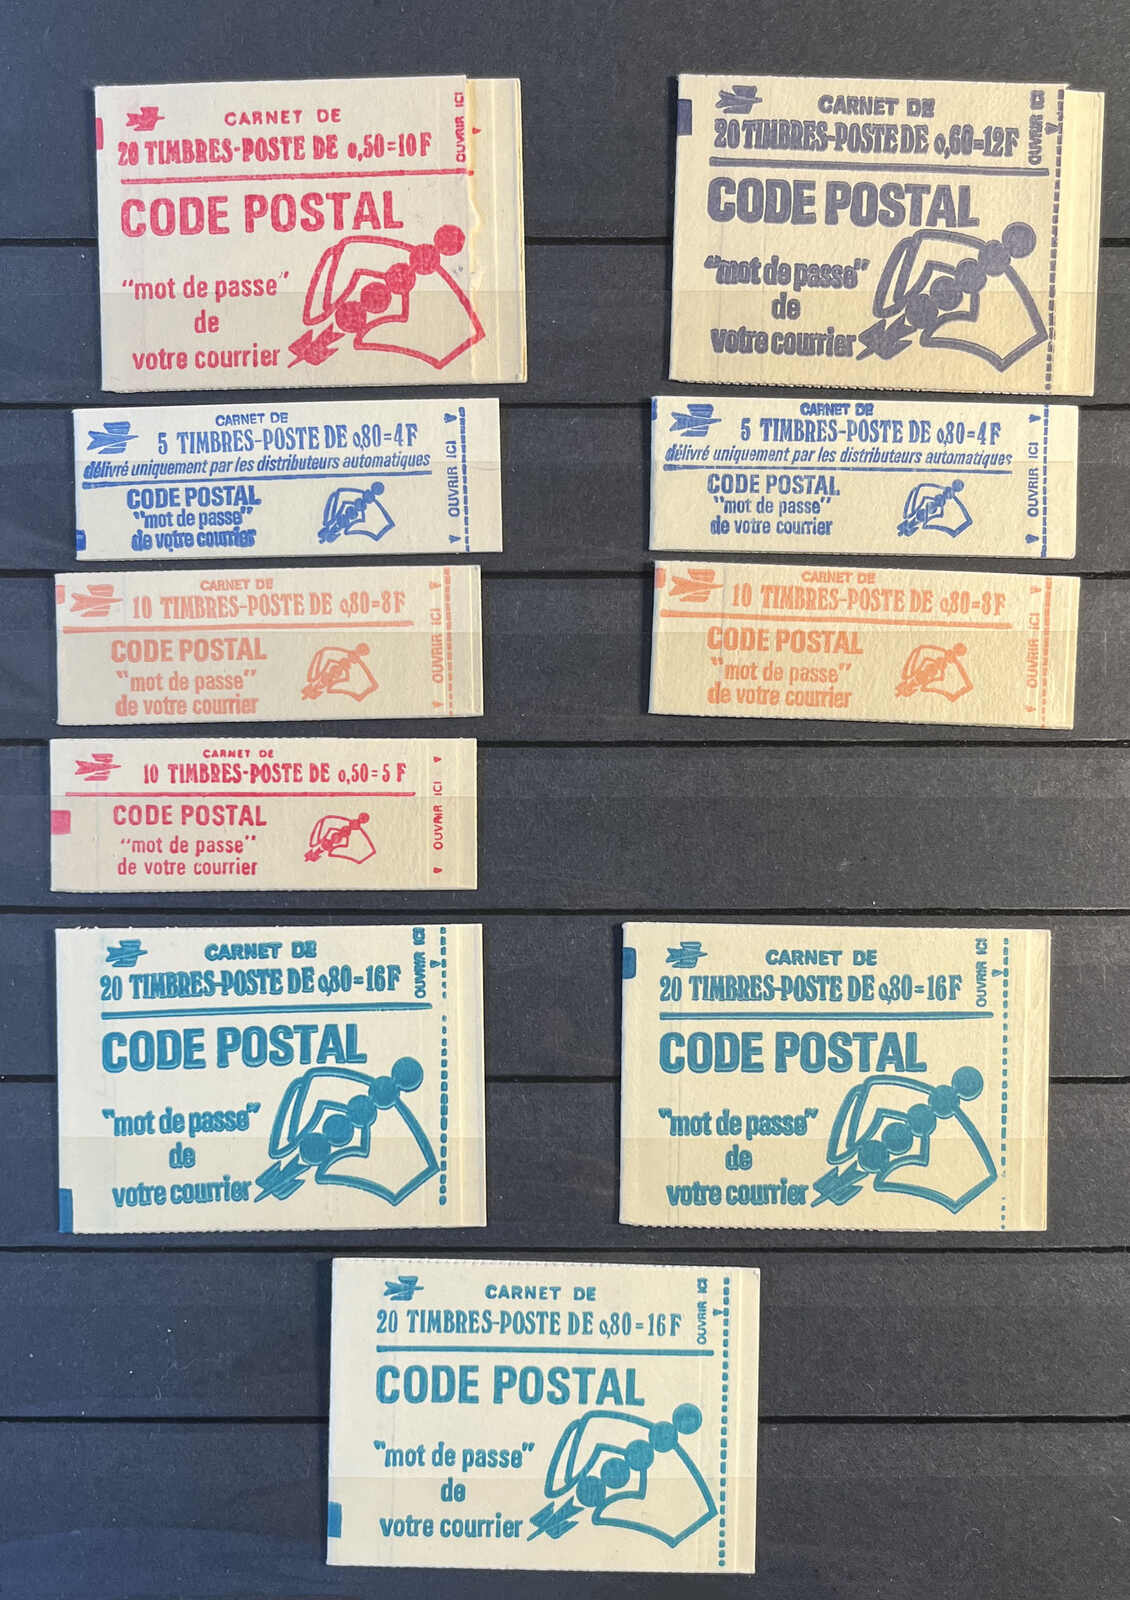 CARNET DE
20 TIMBRES-POSTE DE 0,50=10F
OUVRIR ICI
CODE POSTAL
"mot de passe"
de
votre courrier
CARNET DE
20 TIMBRES-POSTE DE 0,60=12F
OUVRIR ICI
CODE POSTAL
"mot de passe"
de
votre courrier
CARNET DE
5 TIMBRES-POSTE DE 0,80=4F
délivré uniquement par les distributeurs automatiques
CODE POSTAL
"mot de passe"
de votre courrier
OUVRIR ICI
CARNET DE
5 TIMBRES-POSTE DE 0,80=4F
délivré uniquement par les distributeurs automatiques
CODE POSTAL
"mot de passe"
de votre courrier
OUVRIR ICI
CARNET DE
10 TIMBRES-POSTE DE 0,80=8F
CODE POSTAL
"mot de passe"
de votre courrier
OUVRIR ICI
CARNET DE
10 TIMBRES-POSTE DE 0,80=8F
CODE POSTAL
"mot de passe"
de votre courrier
OUVRIR ICI
CARNET DE
10 TIMBRES-POSTE DE 0,50=5 F
CODE POSTAL
"mot de passe"
de votre courrier
OUVRIR ICI
CARNET DE
20 TIMBRES-POSTE DE 0,80=16F
OUVRIR ICI
CODE POSTAL
"mot de passe"
de
votre courrier
CARNET DE
20 TIMBRES-POSTE DE 0,80=16F
OUVRIR ICI
CODE POSTAL
"mot de passe"
de
votre courrier
CARNET DE
20 TIMBRES-POSTE DE 0,80=16F
OUVRIR ICI
CODE POSTAL
"mot de passe"
de
votre courrier